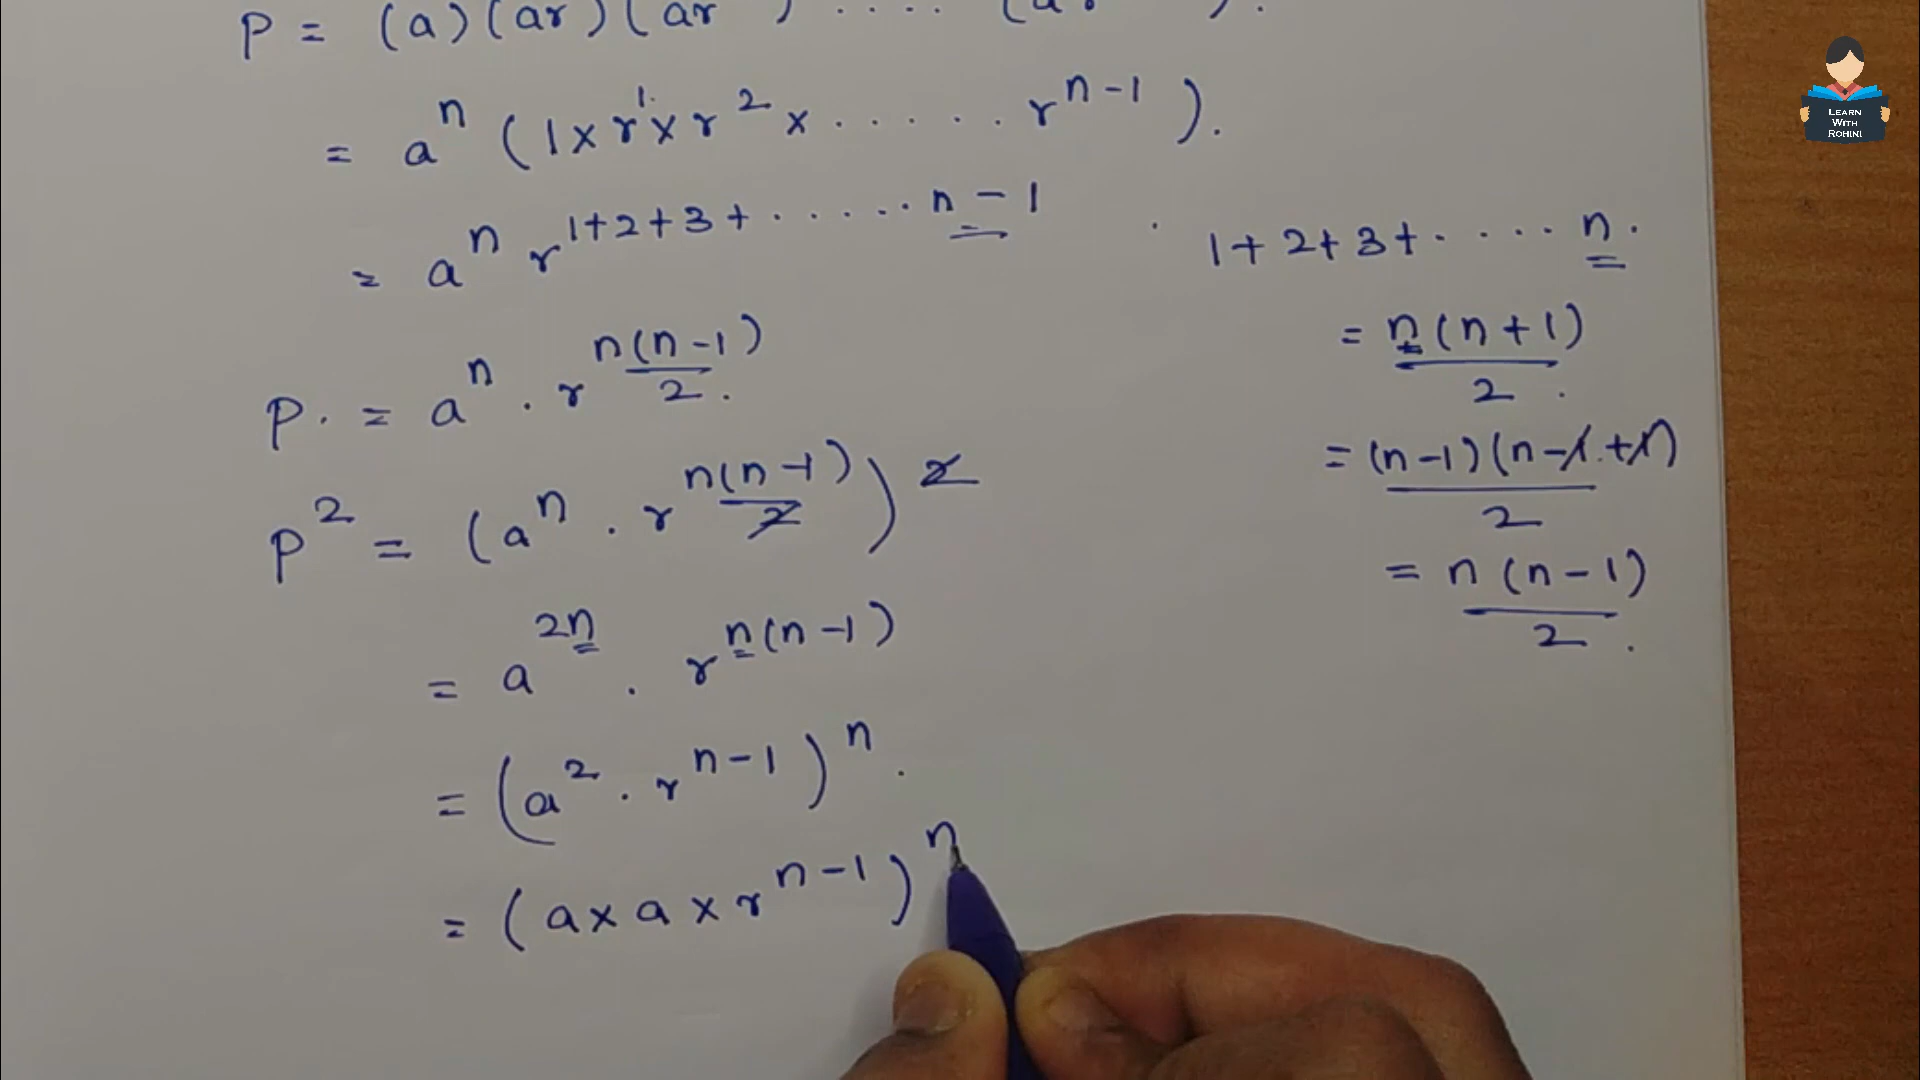 P = (a)(ar)(ar ) .... (a ).
= aⁿ (1 × r¹ × r² × ..... rⁿ⁻¹).
= aⁿ r^1+2+3+.....n-1
P. = aⁿ . r^n(n-1)/2.
P² = (aⁿ . r^n(n-1)/2)²
= a²ⁿ . r^n(n-1)
= (a² . rⁿ⁻¹)ⁿ.
= (a × a × rⁿ⁻¹)ⁿ
1+2+3+.....n.
= n(n+1)/2.
= (n-1)(n-1.+1)/2
= n(n-1)/2.
LEARN
WITH
ROHINI